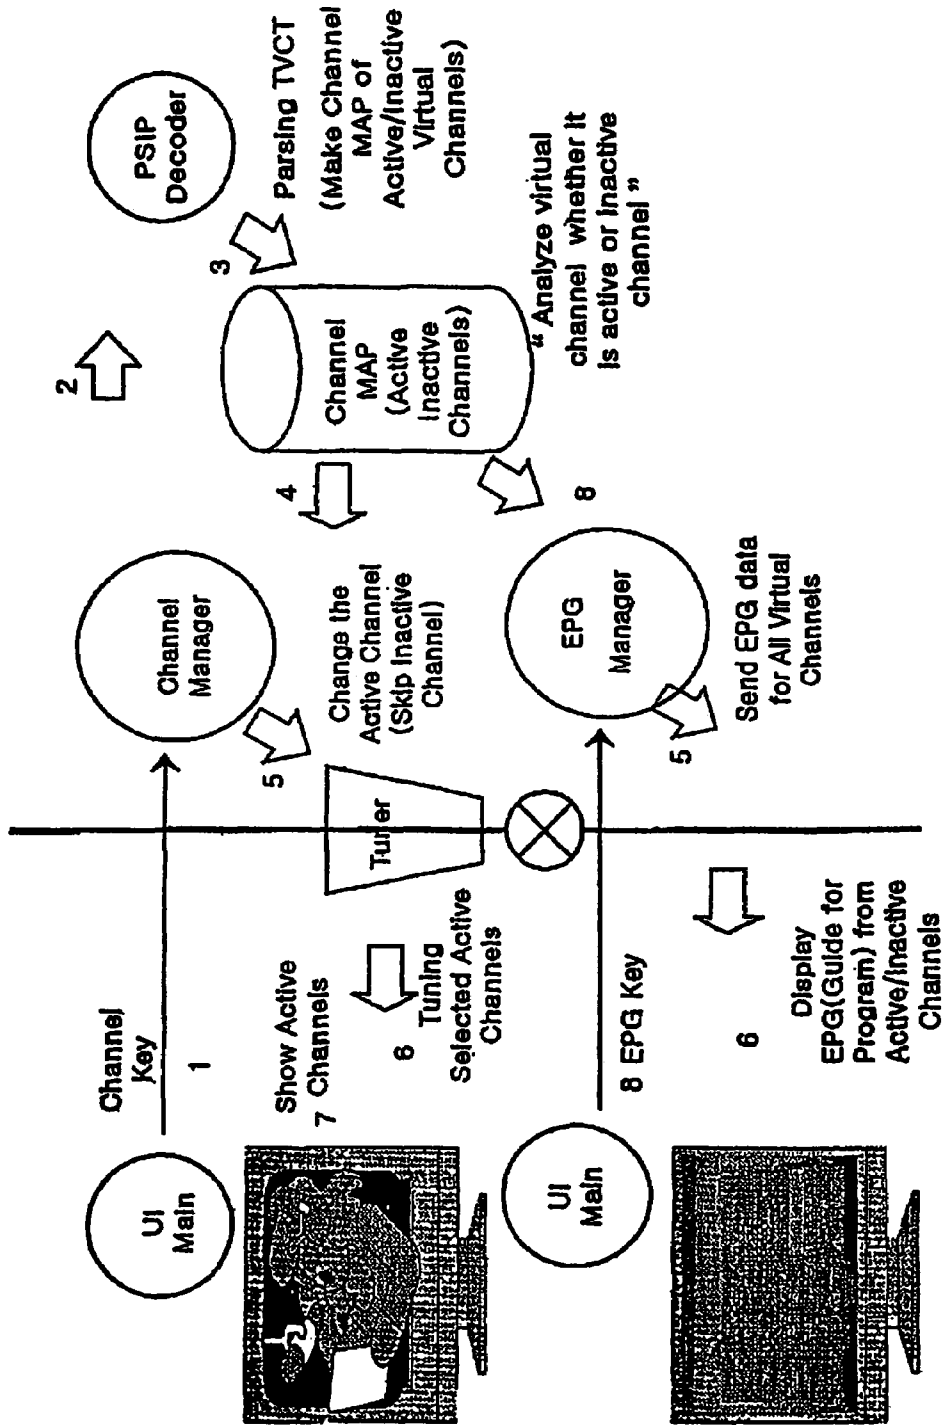 UI
Main
Channel
Key
1
Channel
Manager
2
PSIP
Decoder
3
Parsing TVCT
(Make Channel
MAP of
Active/Inactive
Virtual
Channels)
Channel
MAP
(Active
Inactive
Channels)
4
Change the
Active Channel
(Skip Inactive
Channel)
5
Tuner
6
Tuning
Selected Active
Channels
Show Active
7 Channels
“ Analyze virtual
channel whether it
is active or inactive
channel ”
8
UI
Main
8 EPG Key
EPG
Manager
5
Send EPG data
for All Virtual
Channels
6
Display
EPG(Guide for
Program) from
Active/Inactive
Channels